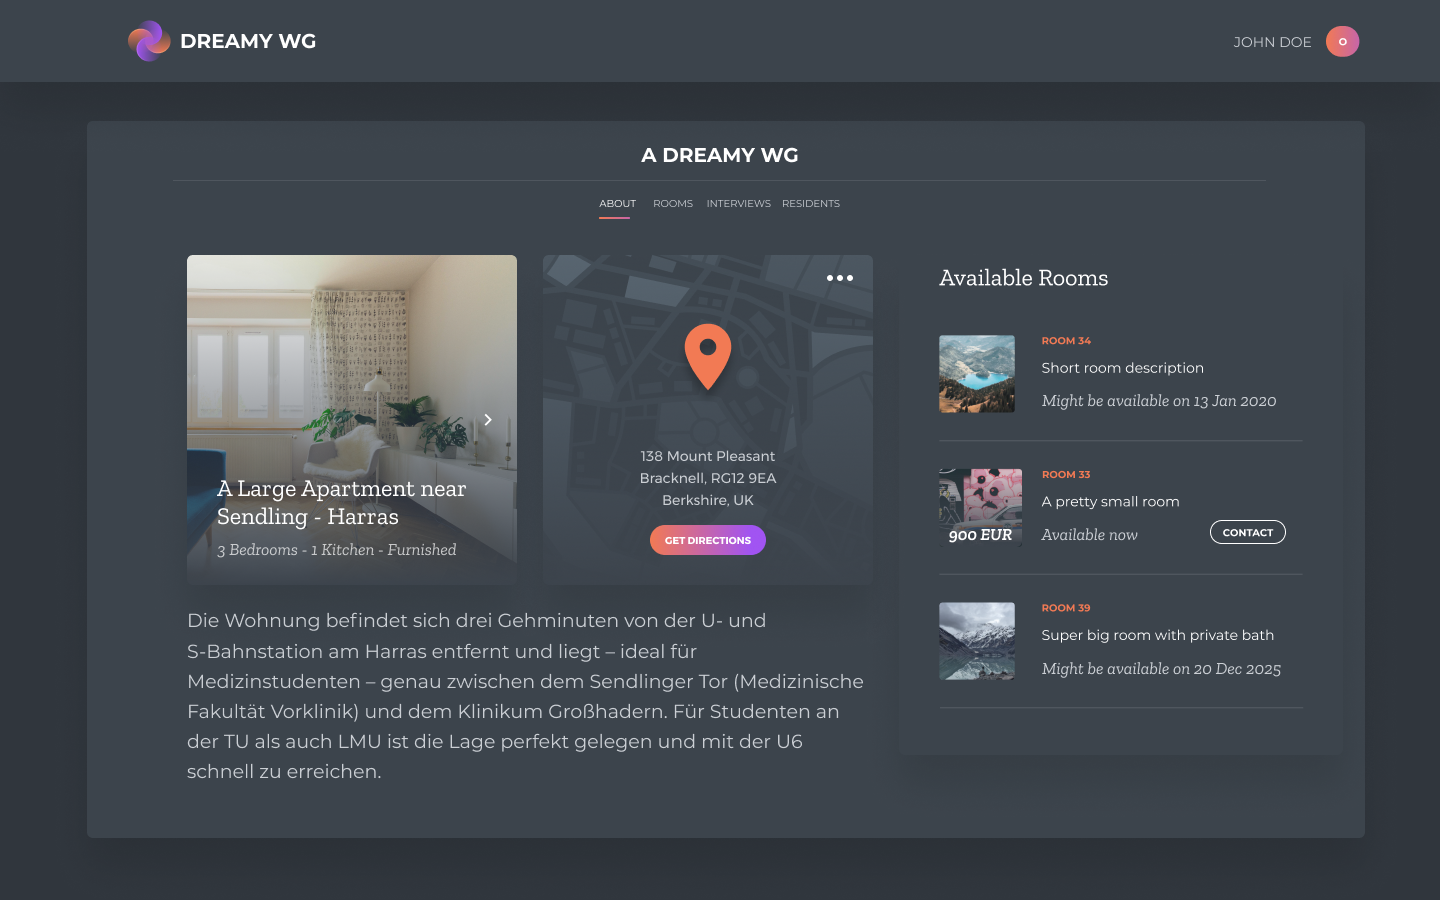 DREAMY WG
JOHN DOE
O
A DREAMY WG
ABOUT ROOMS INTERVIEWS RESIDENTS
A Large Apartment near
Sendling - Harras
3 Bedrooms - 1 Kitchen - Furnished
138 Mount Pleasant
Bracknell, RG12 9EA
Berkshire, UK
GET DIRECTIONS
Die Wohnung befindet sich drei Gehminuten von der U- und
S-Bahnstation am Harras entfernt und liegt – ideal für
Medizinstudenten – genau zwischen dem Sendlinger Tor (Medizinische
Fakultät Vorklinik) und dem Klinikum Großhadern. Für Studenten an
der TU als auch LMU ist die Lage perfekt gelegen und mit der U6
schnell zu erreichen.
Available Rooms
ROOM 34
Short room description
Might be available on 13 Jan 2020
ROOM 33
A pretty small room
900 EUR
Available now
CONTACT
ROOM 39
Super big room with private bath
Might be available on 20 Dec 2025